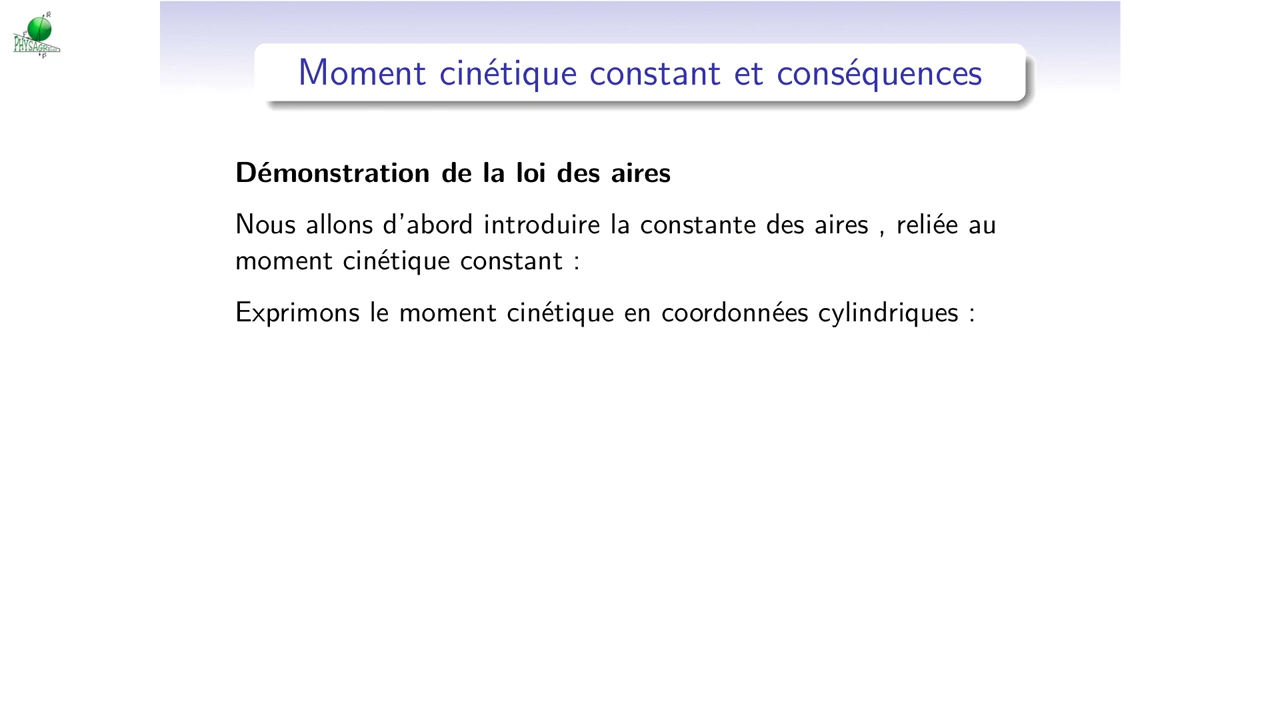 Moment cinétique constant et conséquences
Démonstration de la loi des aires
Nous allons d'abord introduire la constante des aires , reliée au
moment cinétique constant :
Exprimons le moment cinétique en coordonnées cylindriques :